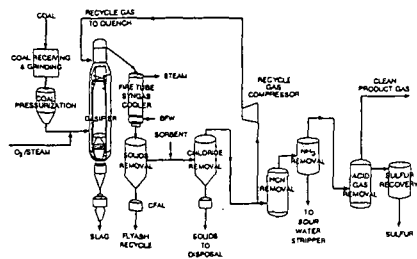 COAL
COAL RECEIVING
& GRINDING
COAL
PRESSURIZATION
O₂/STEAM
RECYCLE GAS
TO QUENCH
GASIFIER
SLAG
FIRE TUBE
SYNGAS
COOLER
STEAM
BFW
SORBENT
SOLIDS
REMOVAL
FLYASH
RECYCLE
CHLORIDE
REMOVAL
SOLIDS
TO
DISPOSAL
RECYCLE
GAS
COMPRESSOR
HCN
REMOVAL
NH₃
REMOVAL
TO
SOUR
WATER
STRIPPER
CLEAN
PRODUCT GAS
ACID
GAS
REMOVAL
SULFUR
RECOVERY
SULFUR